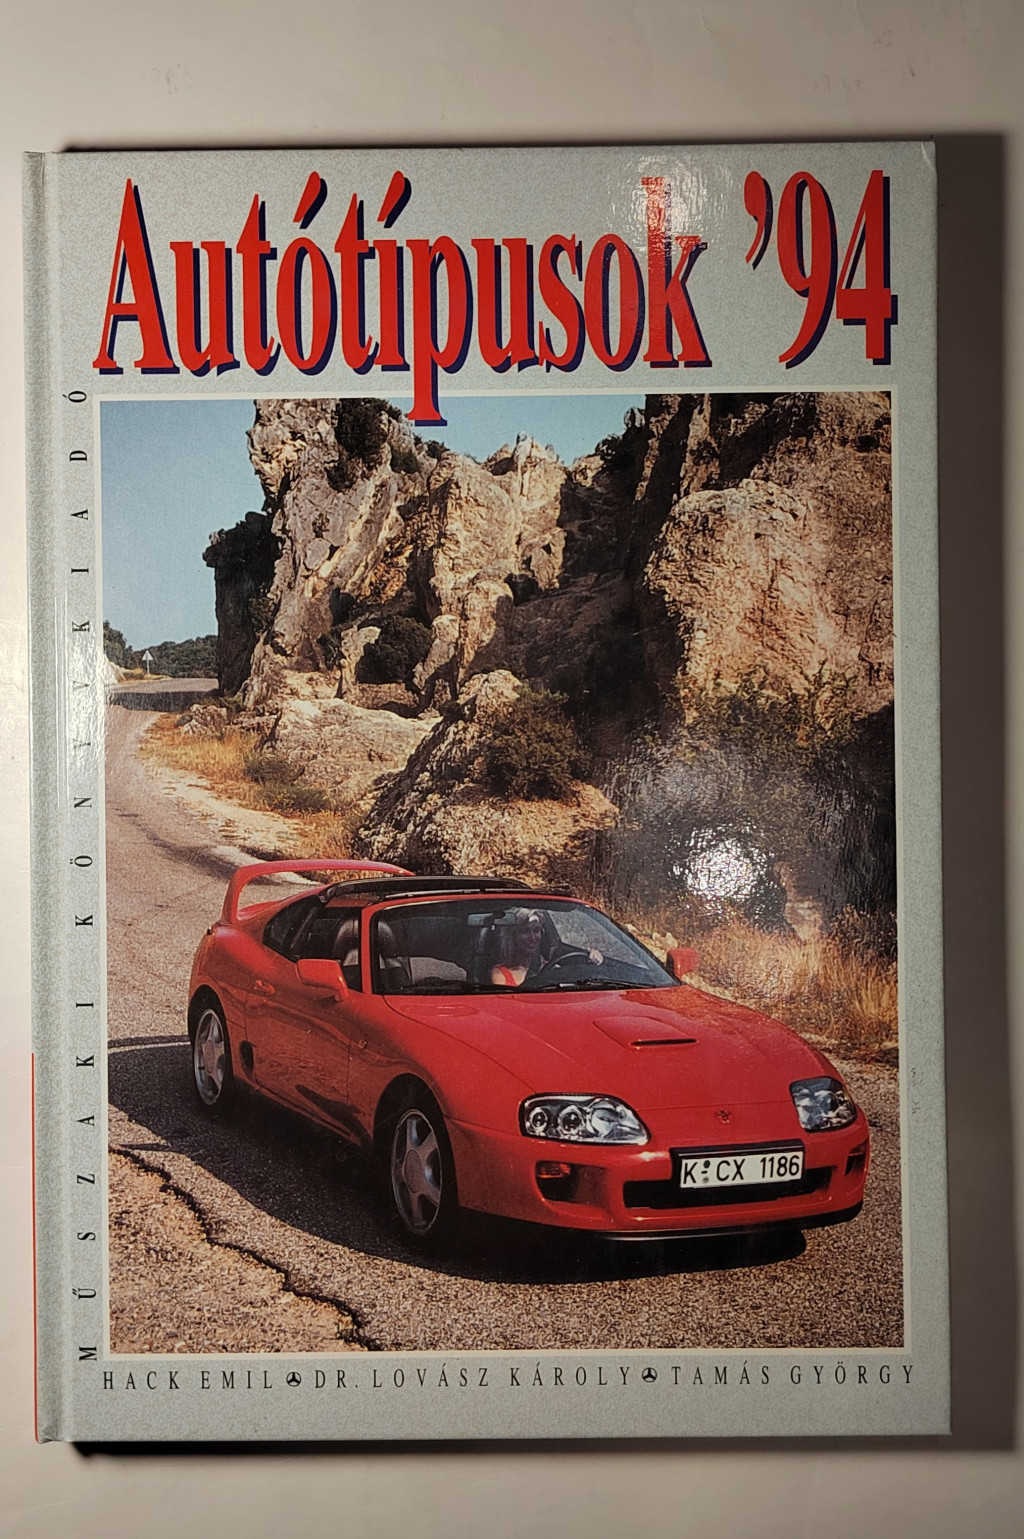 Autótípusok '94
MŰSZAKI KÖNYVKIADÓ
K CX 1186
HACK EMIL DR. LOVÁSZ KÁROLY TAMÁS GYÖRGY